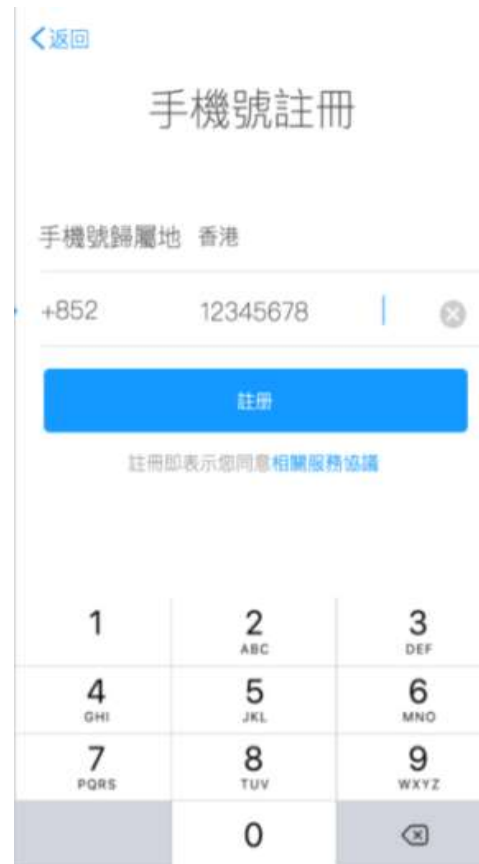 返回
手機號註冊
手機號歸屬地 香港
+852 12345678
註册
註冊即表示您同意相關服務協議
1 2 3
ABC DEF
4 5 6
GHI JKL MNO
7 8 9
PQRS TUV WXYZ
0